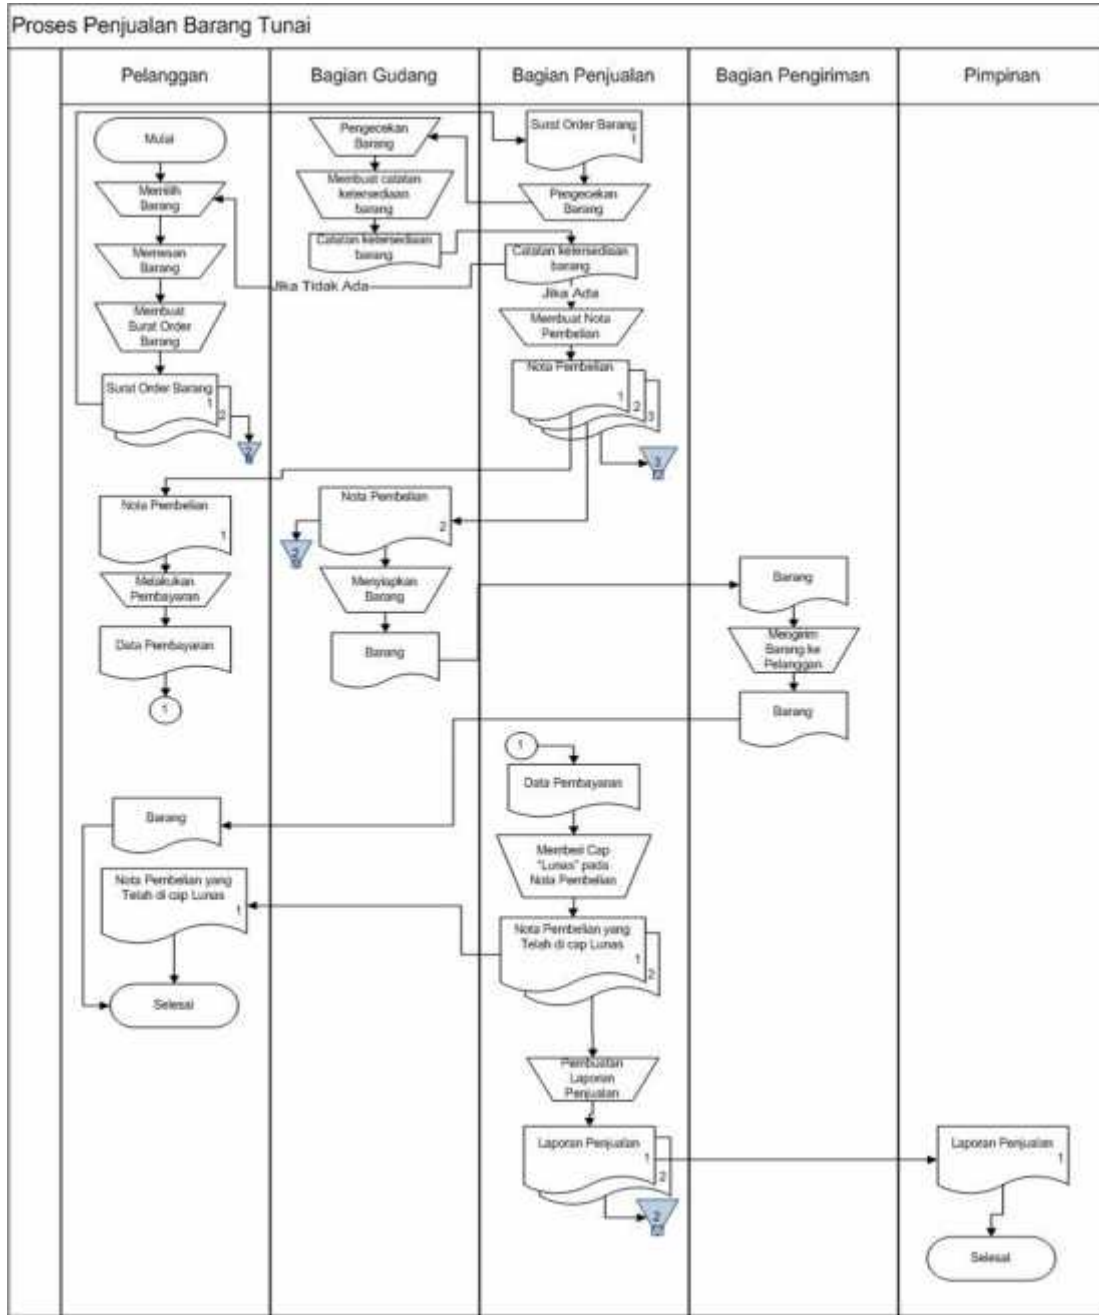 Proses Penjualan Barang Tunai
Pelanggan
Bagian Gudang
Bagian Penjualan
Bagian Pengiriman
Pimpinan
Mulai
Memilih
Barang
Memesan
Barang
Membuat
Surat Order
Barang
Surat Order Barang
1
2
2
Nota Pembelian
1
Melakukan
Pembayaran
Data Pembayaran
1
Barang
Nota Pembelian yang
Telah di cap Lunas
1
Selesai
Pengecekan
Barang
Membuat catatan
ketersediaan
barang
Catatan ketersediaan
barang
Jika Tidak Ada
Nota Pembelian
2
2
Menyiapkan
Barang
Barang
Surat Order Barang
1
Pengecekan
Barang
Catatan ketersediaan
barang
Jika Ada
Membuat Nota
Pembelian
Nota Pembelian
1
2
3
3
1
Data Pembayaran
Memberi Cap
"Lunas" pada
Nota Pembelian
Nota Pembelian yang
Telah di cap Lunas
1
2
Pembuatan
Laporan
Penjualan
Laporan Penjualan
1
2
2
Barang
Mengirim
Barang ke
Pelanggan
Barang
Laporan Penjualan
1
Selesai